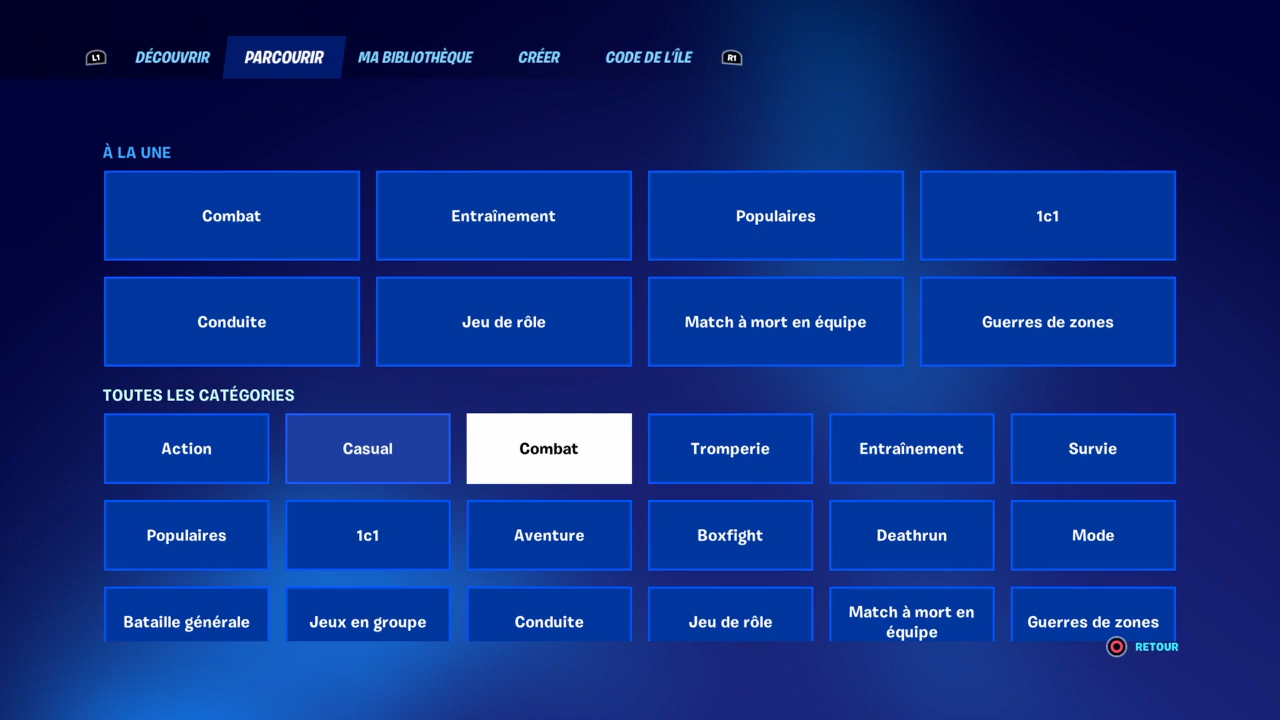 L1 DÉCOUVRIR PARCOURIR MA BIBLIOTHÈQUE CRÉER CODE DE L'ÎLE R1
À LA UNE
Combat Entraînement Populaires 1c1
Conduite Jeu de rôle Match à mort en équipe Guerres de zones
TOUTES LES CATÉGORIES
Action Casual Combat Tromperie Entraînement Survie
Populaires 1c1 Aventure Boxfight Deathrun Mode
Bataille générale Jeux en groupe Conduite Jeu de rôle Match à mort en équipe Guerres de zones
RETOUR